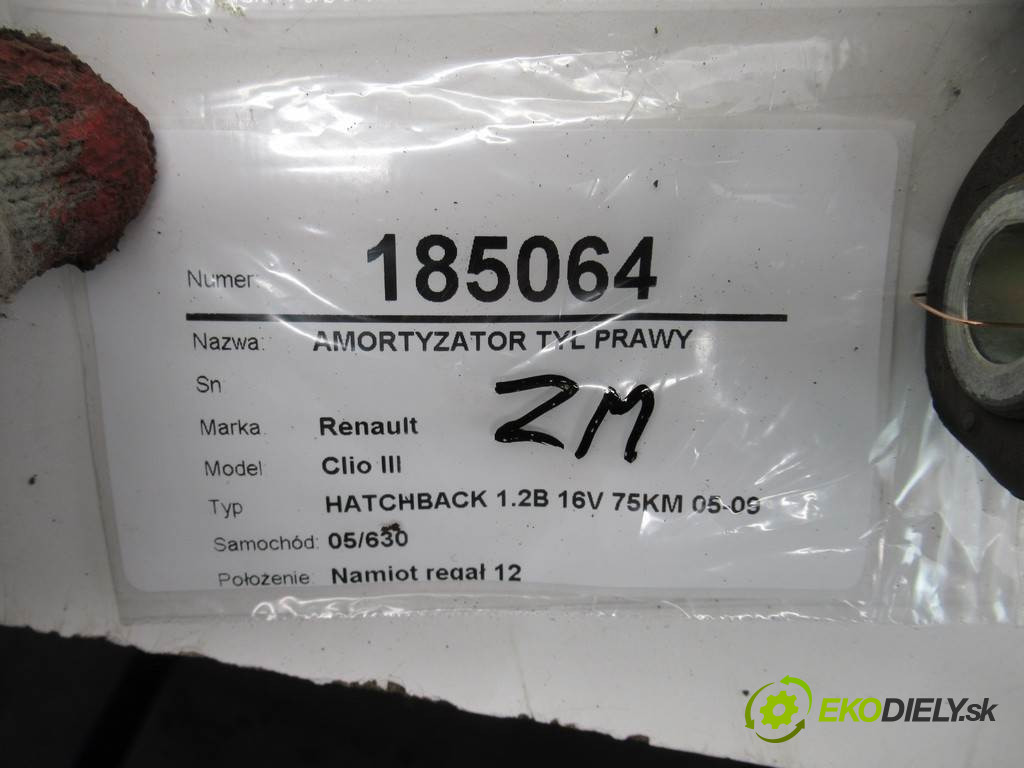 Numer: 185064
Nazwa: AMORTYZATOR TYL PRAWY
Sn
ZM
Marka Renault
Model Clio III
Typ HATCHBACK 1.2B 16V 75KM 05-09
Samochód: 05/630
Położenie: Namiot regał 12
EKODIELY.sk